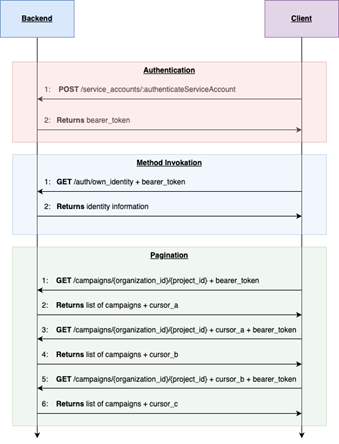 Backend
Client
Authentication
1: POST /service_accounts/:authenticateServiceAccount
2: Returns bearer_token
Method Invokation
1: GET /auth/own_identity + bearer_token
2: Returns identity information
Pagination
1: GET /campaigns/{organization_id}/{project_id} + bearer_token
2: Returns list of campaigns + cursor_a
3: GET /campaigns/{organization_id}/{project_id} + cursor_a + bearer_token
4: Returns list of campaigns + cursor_b
5: GET /campaigns/{organization_id}/{project_id} + cursor_b + bearer_token
6: Returns list of campaigns + cursor_c